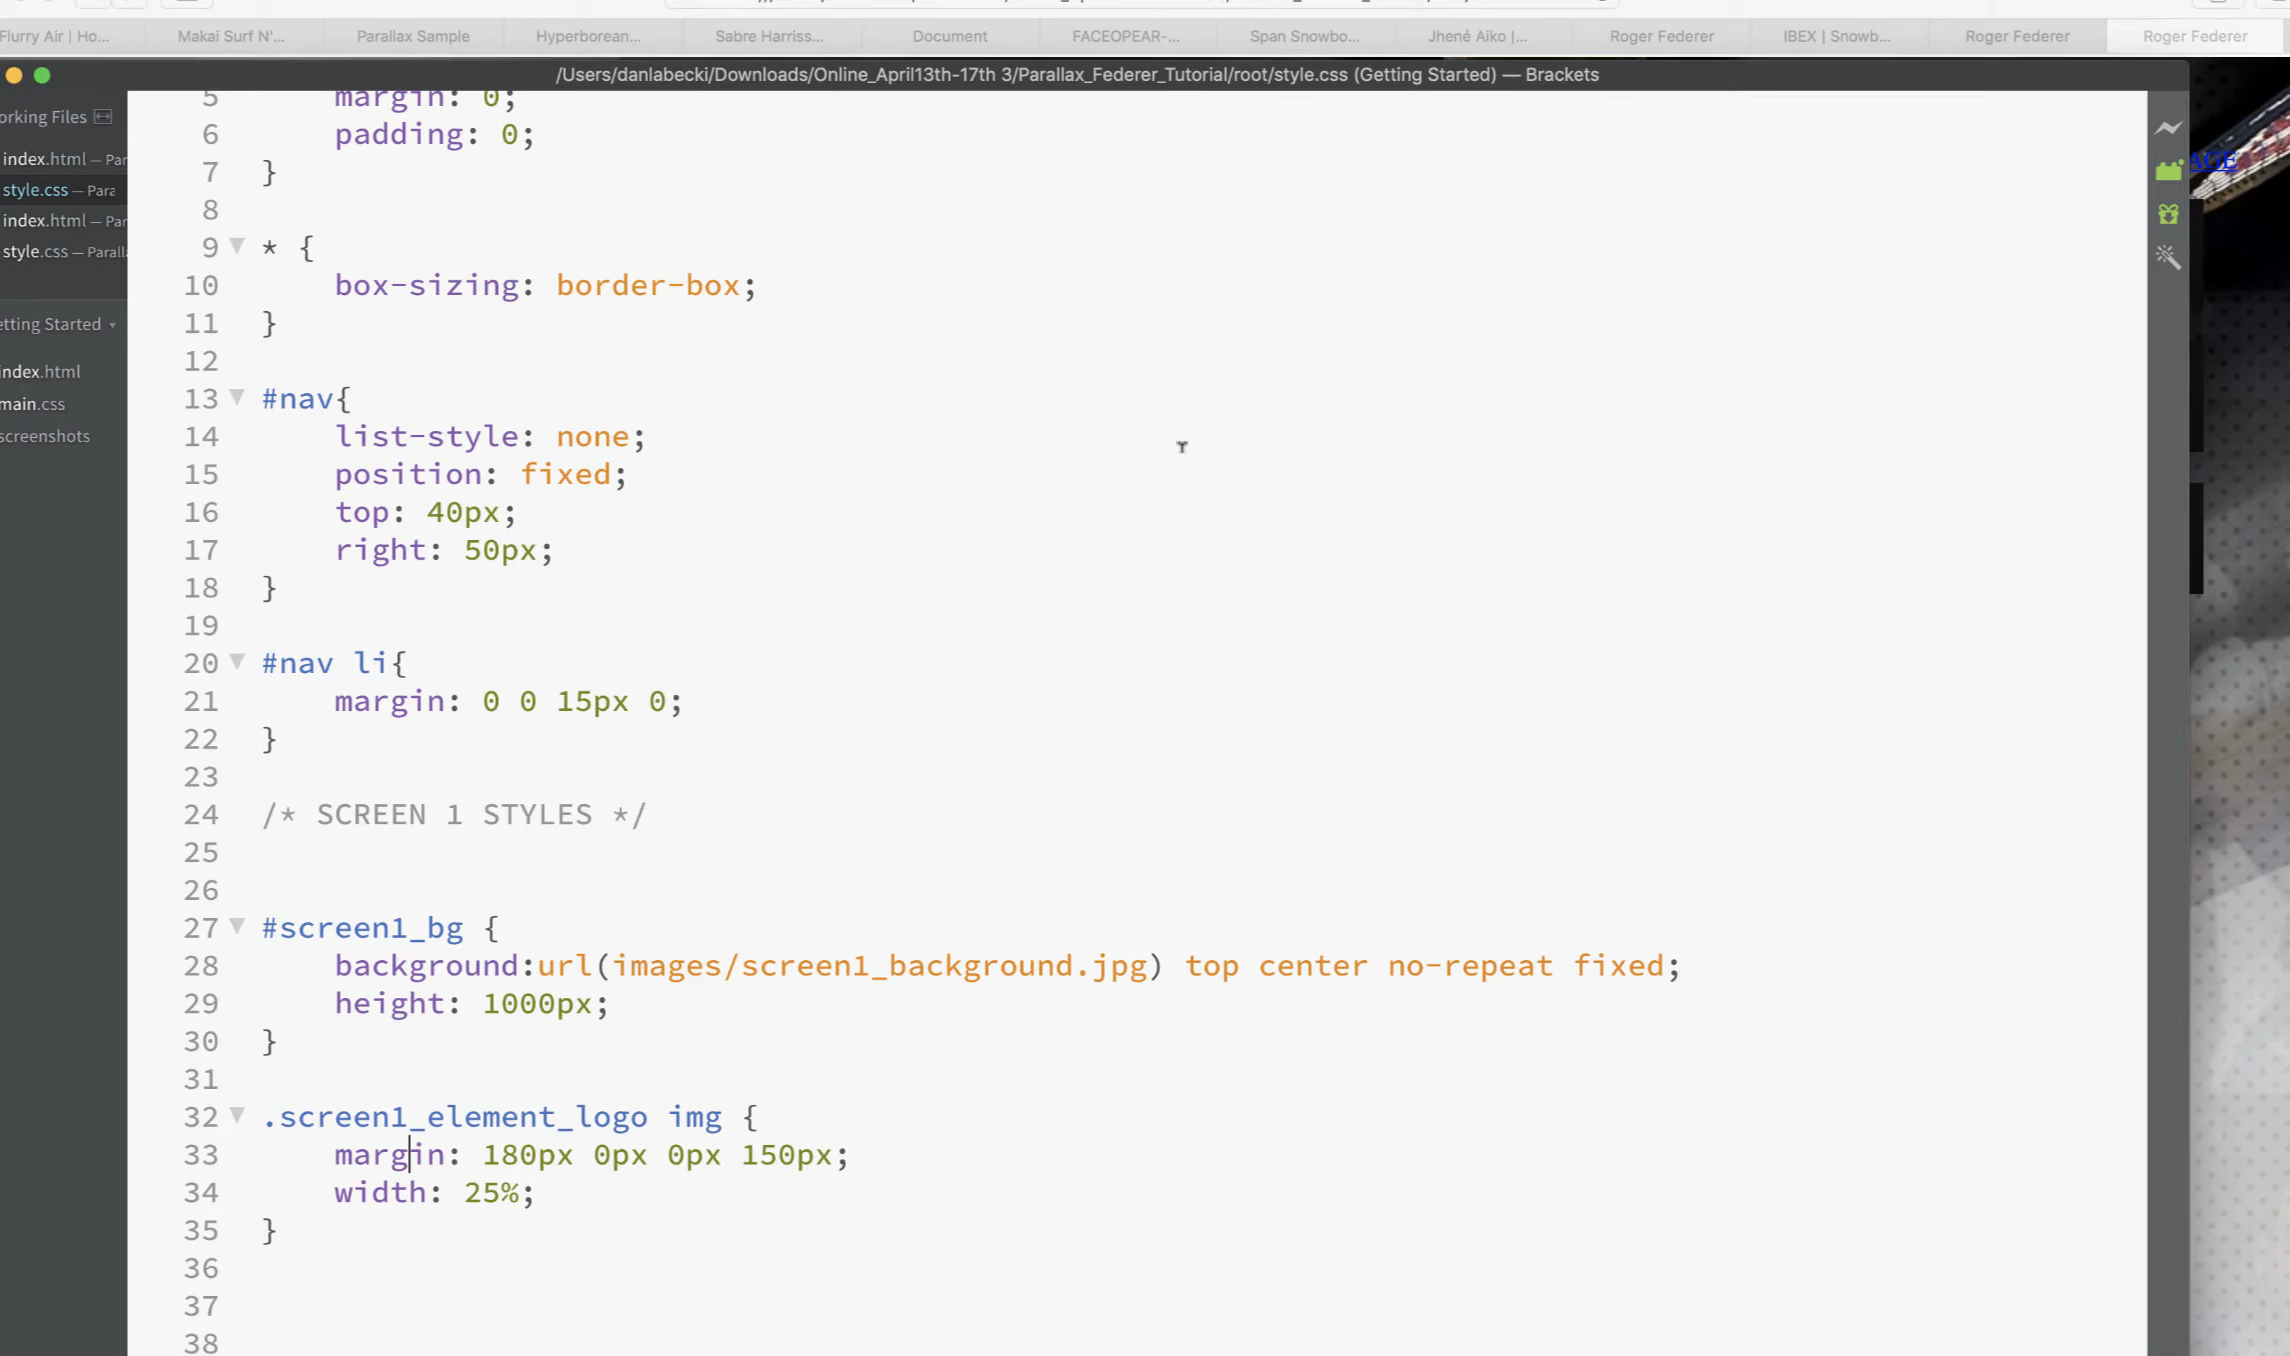 Flurry Air | Ho... Makai Surf N'... Parallax Sample Hyperborean... Sabre Harriss... Document FACEOPEAR-... Span Snowbo... Jhené Aiko |... Roger Federer IBEX | Snowb... Roger Federer Roger Federer
/Users/danlabecki/Downloads/Online_April13th-17th 3/Parallax_Federer_Tutorial/root/style.css (Getting Started) — Brackets
orking Files
index.html — Par
style.css — Para
index.html — Par
style.css — Paralla
etting Started
index.html
main.css
screenshots
5 margin: 0;
6 padding: 0;
7 }
8
9 * {
10 box-sizing: border-box;
11 }
12
13 #nav{
14 list-style: none;
15 position: fixed;
16 top: 40px;
17 right: 50px;
18 }
19
20 #nav li{
21 margin: 0 0 15px 0;
22 }
23
24 /* SCREEN 1 STYLES */
25
26
27 #screen1_bg {
28 background:url(images/screen1_background.jpg) top center no-repeat fixed;
29 height: 1000px;
30 }
31
32 .screen1_element_logo img {
33 margin: 180px 0px 0px 150px;
34 width: 25%;
35 }
36
37
38
AGE